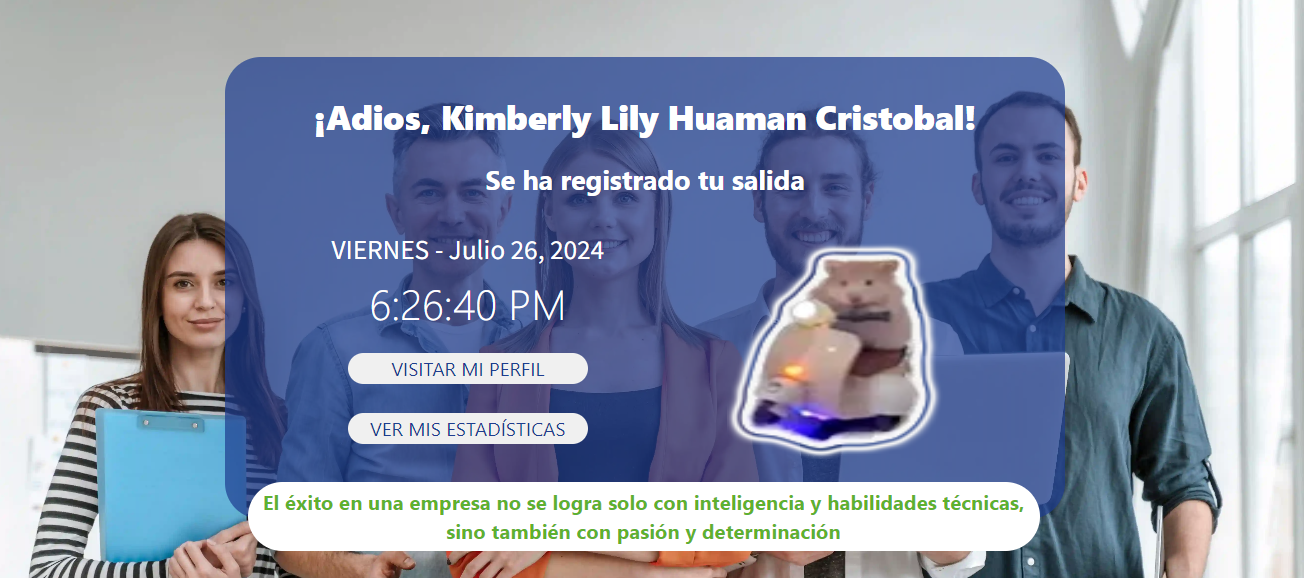 ¡Adios, Kimberly Lily Huaman Cristobal!
Se ha registrado tu salida
VIERNES - Julio 26, 2024
6:26:40 PM
VISITAR MI PERFIL
VER MIS ESTADÍSTICAS
El éxito en una empresa no se logra solo con inteligencia y habilidades técnicas,
sino también con pasión y determinación